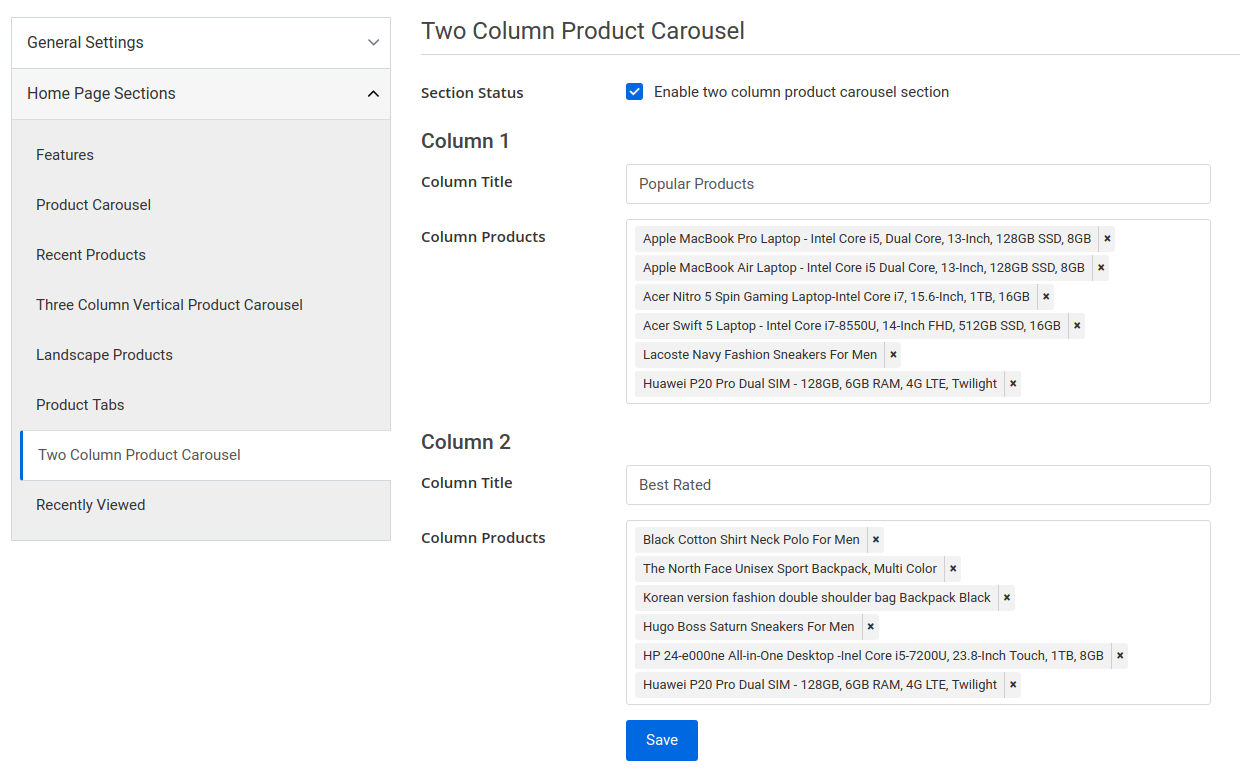 General Settings
Home Page Sections
Features
Product Carousel
Recent Products
Three Column Vertical Product Carousel
Landscape Products
Product Tabs
Two Column Product Carousel
Recently Viewed
Two Column Product Carousel
Section Status
Enable two column product carousel section
Column 1
Column Title
Popular Products
Column Products
Apple MacBook Pro Laptop - Intel Core i5, Dual Core, 13-Inch, 128GB SSD, 8GB ×
Apple MacBook Air Laptop - Intel Core i5 Dual Core, 13-Inch, 128GB SSD, 8GB ×
Acer Nitro 5 Spin Gaming Laptop-Intel Core i7, 15.6-Inch, 1TB, 16GB ×
Acer Swift 5 Laptop - Intel Core i7-8550U, 14-Inch FHD, 512GB SSD, 16GB ×
Lacoste Navy Fashion Sneakers For Men ×
Huawei P20 Pro Dual SIM - 128GB, 6GB RAM, 4G LTE, Twilight ×
Column 2
Column Title
Best Rated
Column Products
Black Cotton Shirt Neck Polo For Men ×
The North Face Unisex Sport Backpack, Multi Color ×
Korean version fashion double shoulder bag Backpack Black ×
Hugo Boss Saturn Sneakers For Men ×
HP 24-e000ne All-in-One Desktop -Inel Core i5-7200U, 23.8-Inch Touch, 1TB, 8GB ×
Huawei P20 Pro Dual SIM - 128GB, 6GB RAM, 4G LTE, Twilight ×
Save